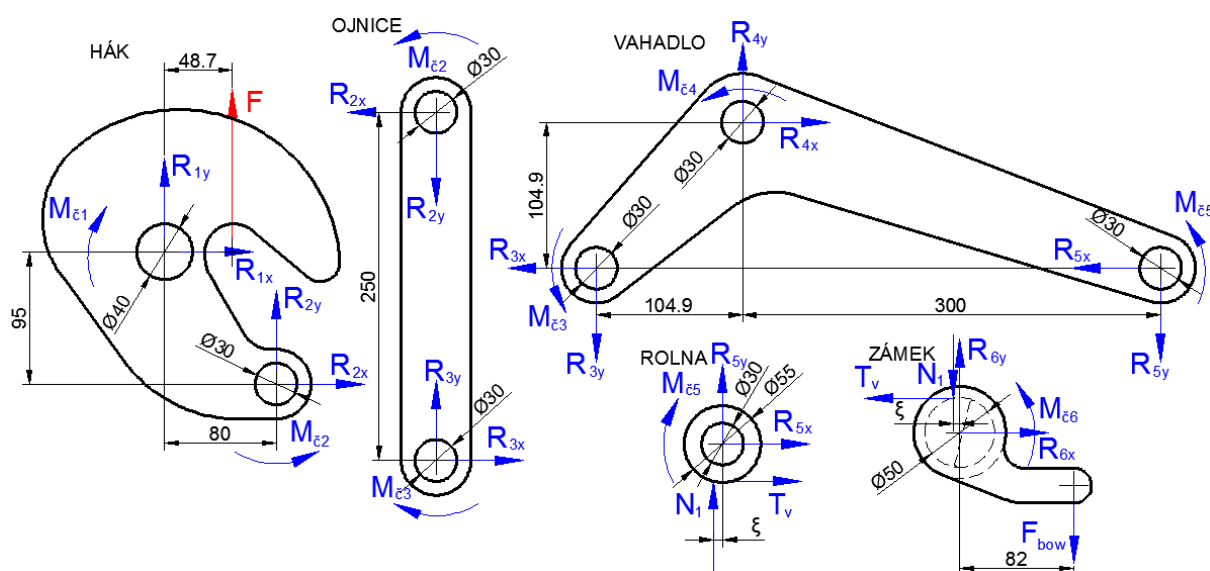 HÁK
48.7
F
R1y
Mč1
R1x
Ø40
95
R2y
Ø30
R2x
80
Mč2
OJNICE
Mč2
Ø30
R2x
R2y
250
R3y
Ø30
R3x
Mč3
VAHADLO
R4y
Mč4
R4x
Ø30
104.9
Ø30
R3x
Mč3
R3y
104.9
300
Ø30
Mč5
R5x
R5y
ROLNA
R5y
Ø30
Ø55
Mč5
R5x
N1
Tv
ξ
ZÁMEK
R6y
Tv
N1
ξ
Mč6
R6x
Ø50
Fbow
82